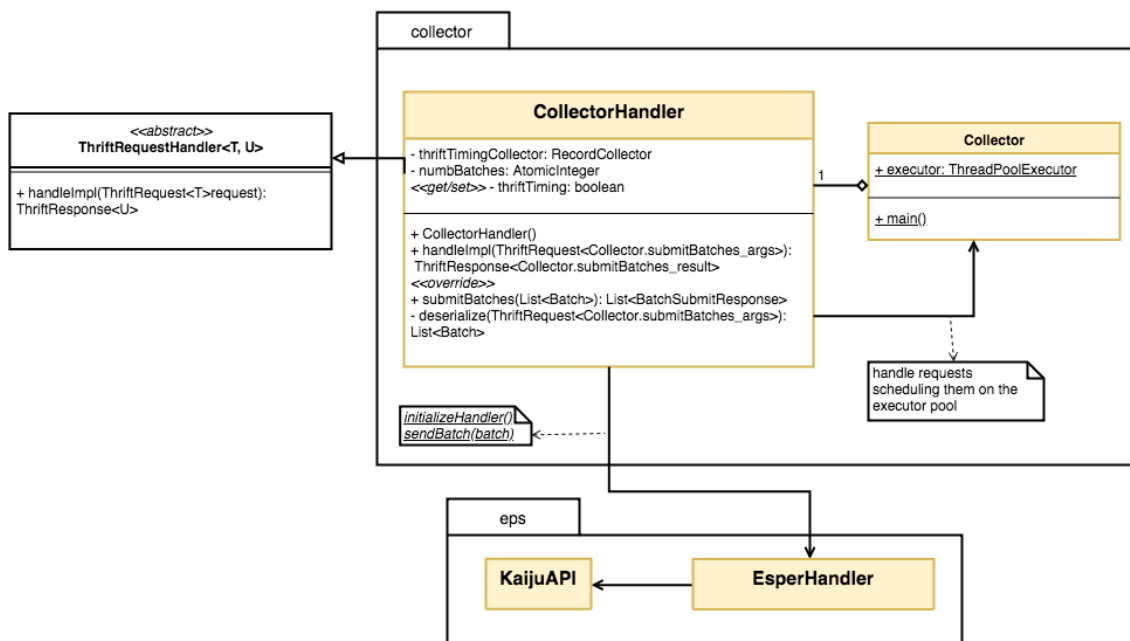 collector
<<abstract>>
ThriftRequestHandler<T, U>
+ handleImpl(ThriftRequest<T>request):
ThriftResponse<U>
CollectorHandler
- thriftTimingCollector: RecordCollector
- numbBatches: AtomicInteger
<<get/set>> - thriftTiming: boolean
+ CollectorHandler()
+ handleImpl(ThriftRequest<Collector.submitBatches_args>):
ThriftResponse<Collector.submitBatches_result>
<<override>>
+ submitBatches(List<Batch>): List<BatchSubmitResponse>
- deserialize(ThriftRequest<Collector.submitBatches_args>):
List<Batch>
1
Collector
+ executor: ThreadPoolExecutor
+ main()
handle requests
scheduling them on the
executor pool
initializeHandler()
sendBatch(batch)
eps
KaijuAPI
EsperHandler